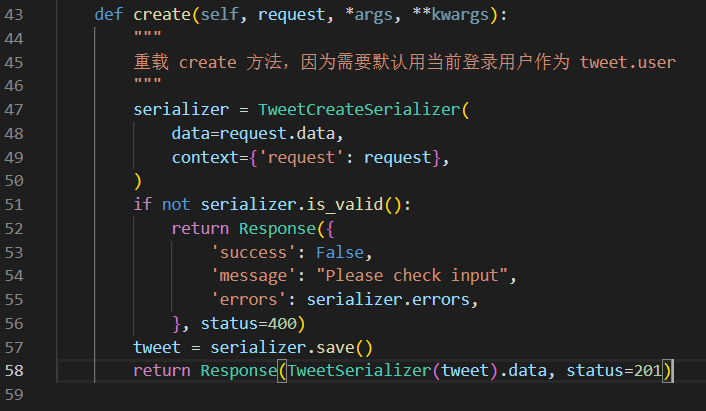 43 def create(self, request, *args, **kwargs):
44 """
45 重载 create 方法，因为需要默认用当前登录用户作为 tweet.user
46 """
47 serializer = TweetCreateSerializer(
48 data=request.data,
49 context={'request': request},
50 )
51 if not serializer.is_valid():
52 return Response({
53 'success': False,
54 'message': "Please check input",
55 'errors': serializer.errors,
56 }, status=400)
57 tweet = serializer.save()
58 return Response(TweetSerializer(tweet).data, status=201)
59